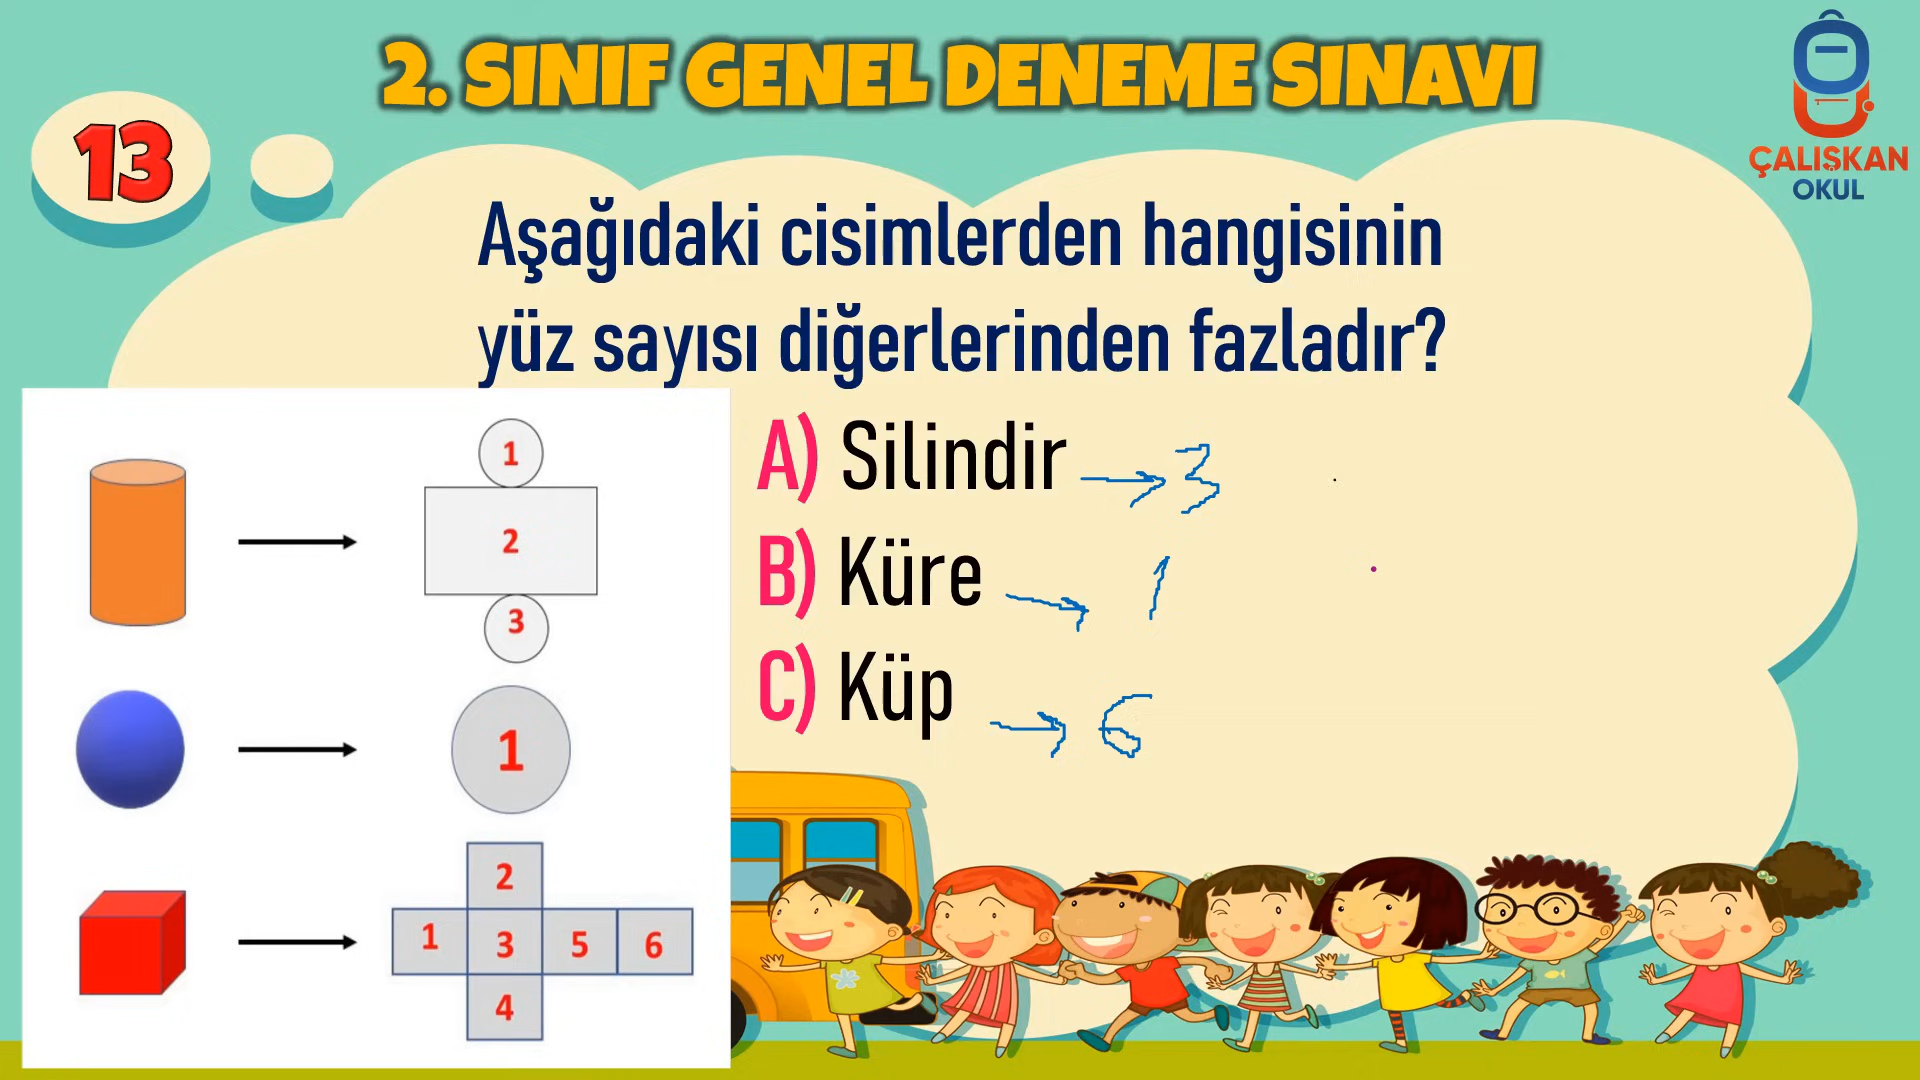 2. SINIF GENEL DENEME SINAVI
ÇALIŞKAN
OKUL
13
Aşağıdaki cisimlerden hangisinin
yüz sayısı diğerlerinden fazladır?
A) Silindir → 3
B) Küre → 1
C) Küp → 6
1
2
3
1
2
1 3 5 6
4